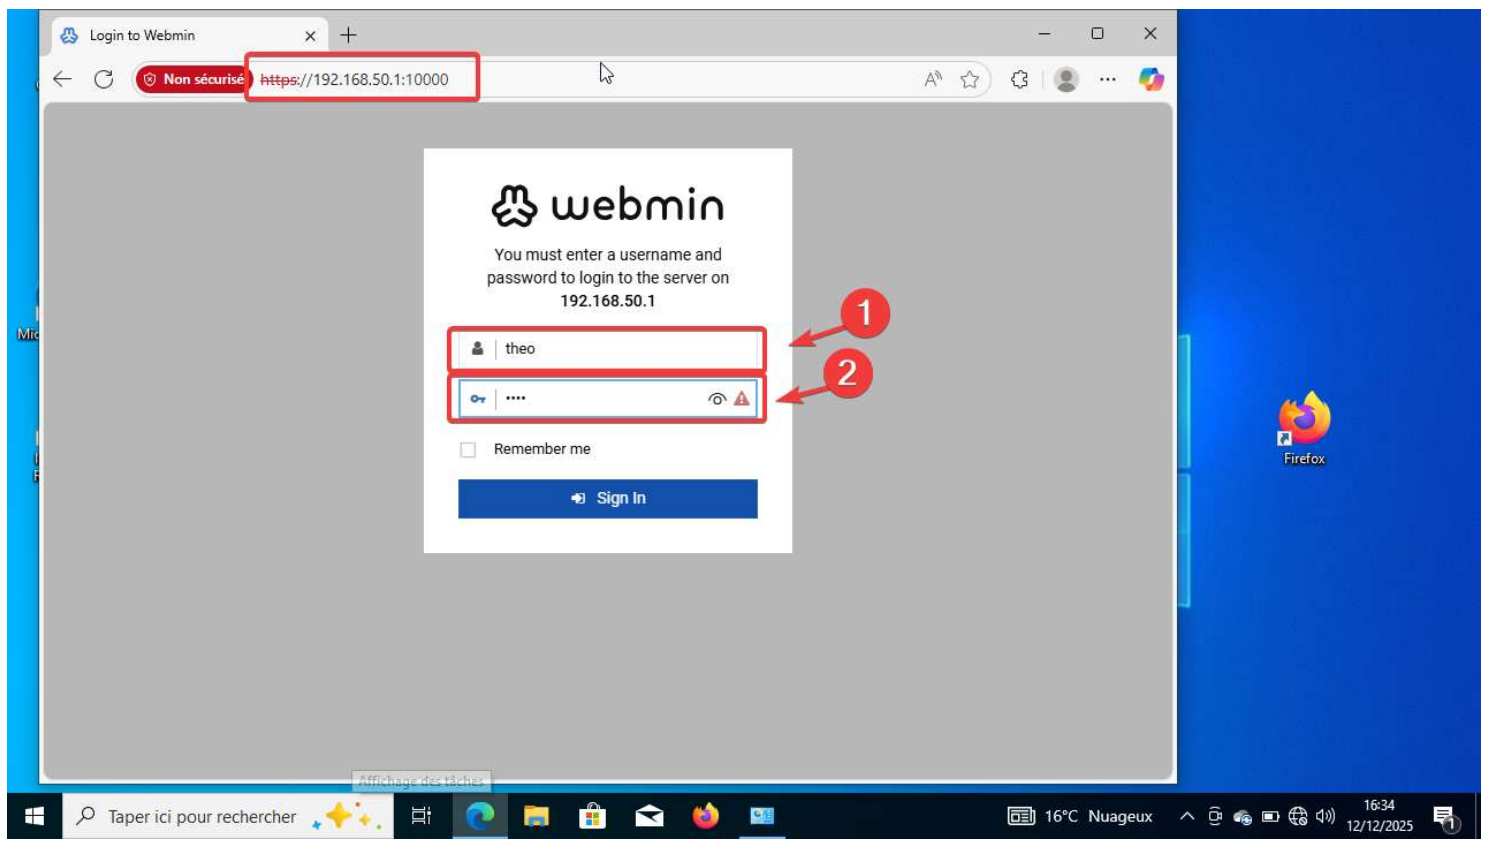 Login to Webmin
Non sécurisé https://192.168.50.1:10000
webmin
You must enter a username and
password to login to the server on
192.168.50.1
1
theo
2
••••
Remember me
Sign In
Mic
Firefox
Affichage des tâches
Taper ici pour rechercher
16°C Nuageux
16:34
12/12/2025
1